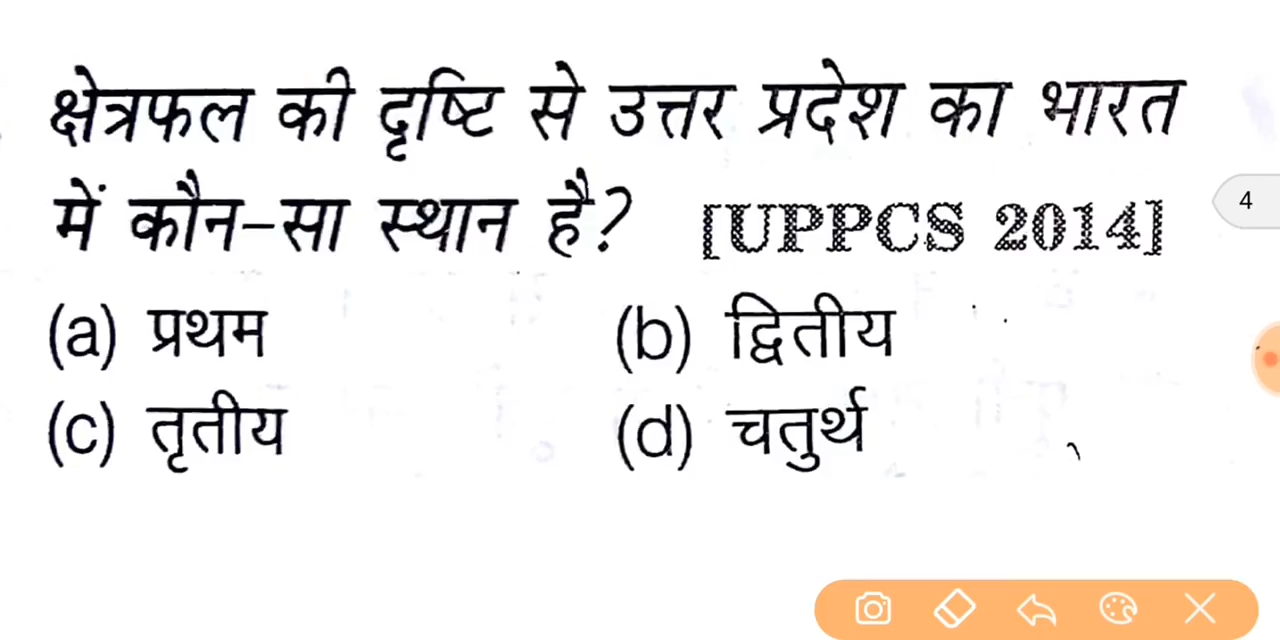 क्षेत्रफल की दृष्टि से उत्तर प्रदेश का भारत
में कौन-सा स्थान है? [UPPCS 2014]
4
(a) प्रथम (b) द्वितीय
(c) तृतीय (d) चतुर्थ